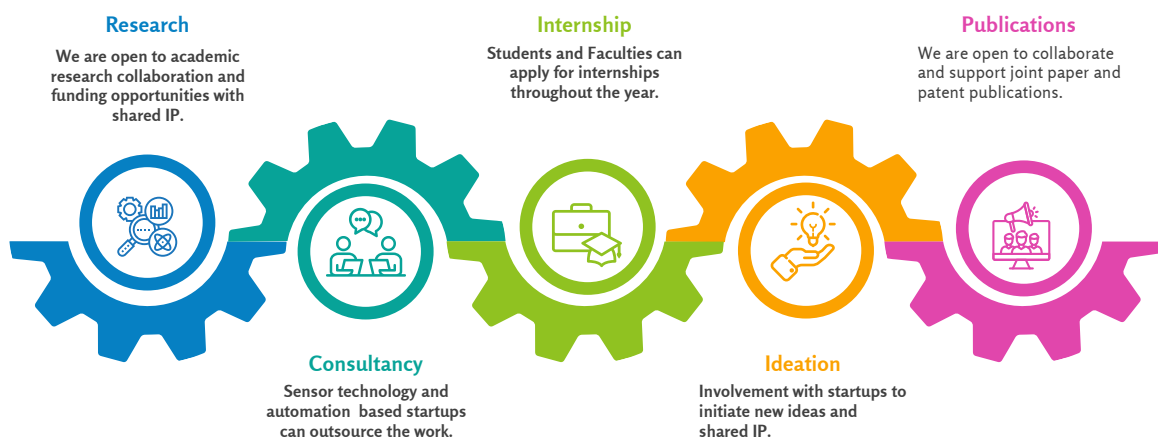 Research
We are open to academic
research collaboration and
funding opportunities with
shared IP.
Internship
Students and Faculties can
apply for internships
throughout the year.
Publications
We are open to collaborate
and support joint paper and
patent publications.
Consultancy
Sensor technology and
automation  based startups
can outsource the work.
Ideation
Involvement with startups to
initiate new ideas and
shared IP.